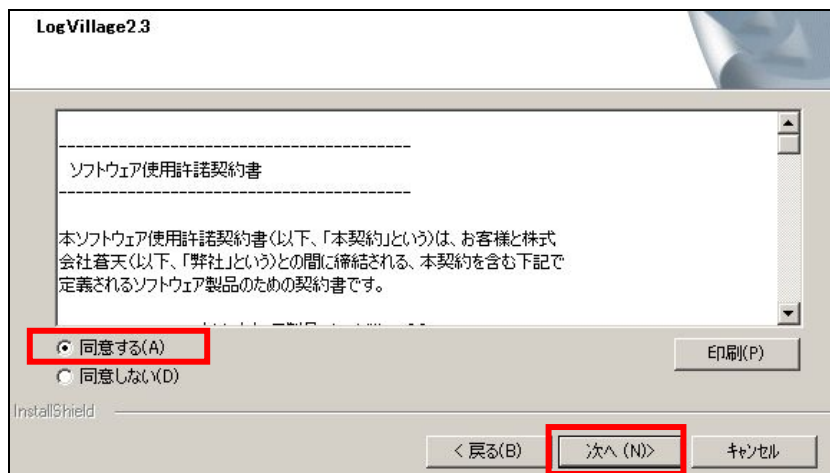 LogVillage2.3
----------------------------------------
ソフトウェア使用許諾契約書
----------------------------------------
本ソフトウェア使用許諾契約書(以下、「本契約」という)は、お客様と株式
会社蒼天(以下、「弊社」という)との間に締結される、本契約を含む下記で
定義されるソフトウェア製品のための契約書です。
同意する(A)
印刷(P)
同意しない(D)
InstallShield
< 戻る(B)
次へ (N)>
キャンセル